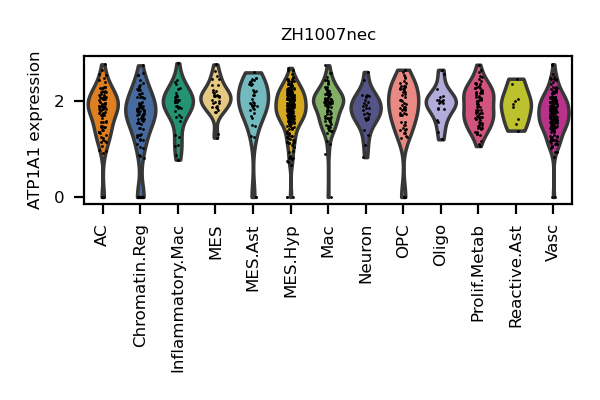 ZH1007nec
ATP1A1 expression
2
0
AC
Chromatin.Reg
Inflammatory.Mac
MES
MES.Ast
MES.Hyp
Mac
Neuron
OPC
Oligo
Prolif.Metab
Reactive.Ast
Vasc